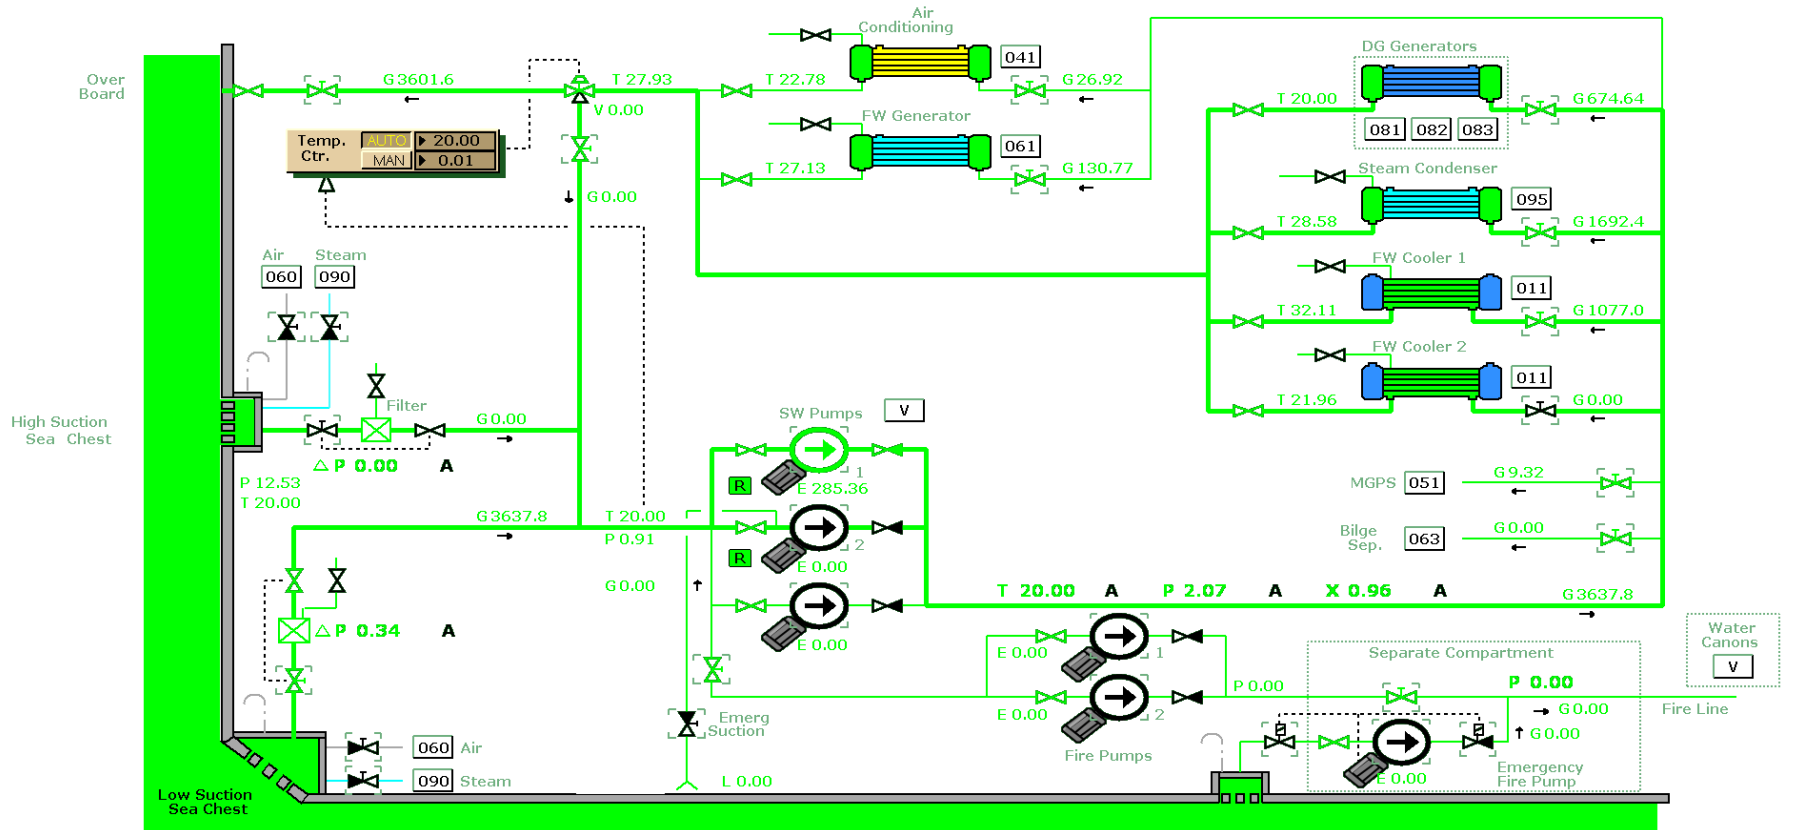 Air
Conditioning
Over
Board
G 3601.6
T 27.93
T 22.78
041
G 26.92
V 0.00
DG Generators
T 20.00
G 674.64
081 082 083
Temp.
Ctr.
AUTO
20.00
MAN
0.01
FW Generator
T 27.13
061
G 130.77
G 0.00
Steam Condenser
095
T 28.58
G 1692.4
Air
Steam
060
090
FW Cooler 1
011
T 32.11
G 1077.0
FW Cooler 2
011
T 21.96
G 0.00
High Suction
Sea Chest
Filter
G 0.00
P 0.00 A
P 12.53
T 20.00
SW Pumps
V
1
R
E 285.36
G 3637.8
T 20.00
P 0.91
2
R
E 0.00
G 0.00
E 0.00
MGPS
051
G 9.32
Bilge
Sep.
063
G 0.00
T 20.00 A P 2.07 A X 0.96 A
G 3637.8
P 0.34 A
E 0.00
1
E 0.00
2
Fire Pumps
P 0.00
Separate Compartment
P 0.00
G 0.00
G 0.00
Emergency
Fire Pump
E 0.00
Water
Canons
V
Fire Line
Emerg
Suction
L 0.00
060
Air
090
Steam
Low Suction
Sea Chest